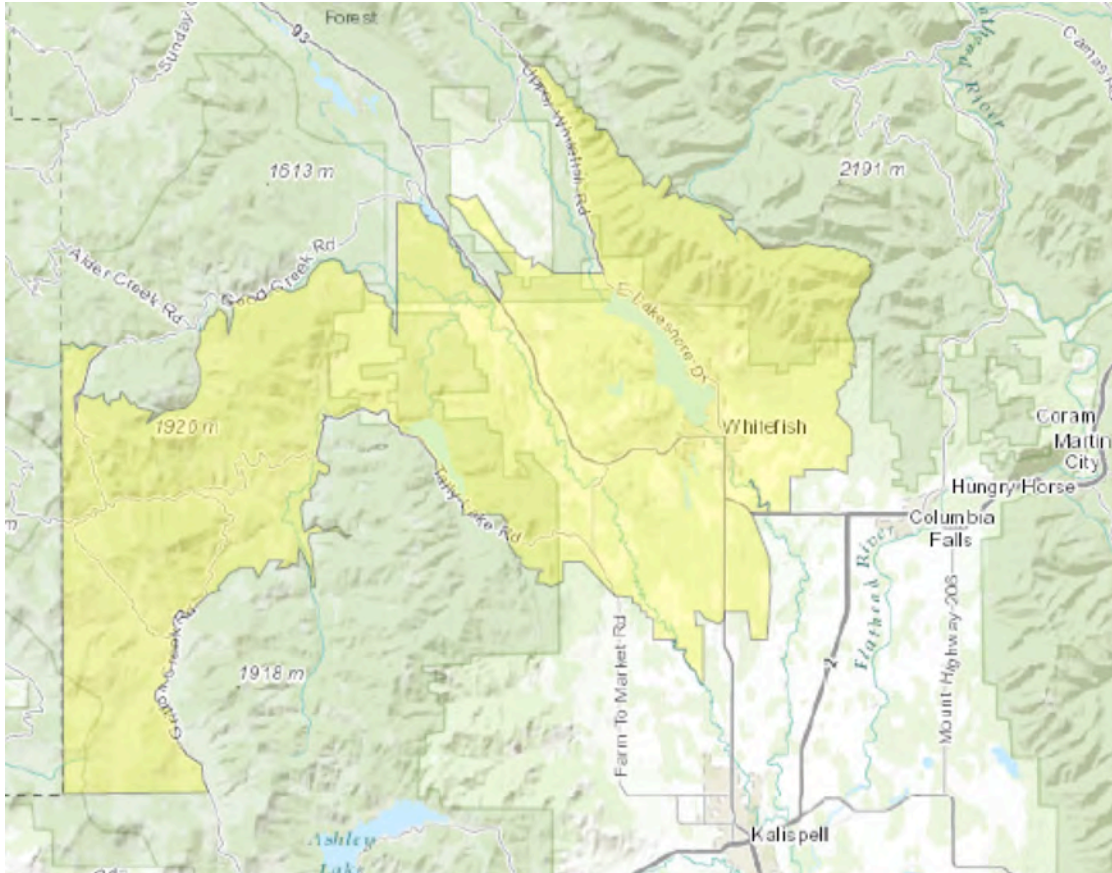 Forest
93
Sunday
1613 m
Upper Whitefish Rd
2191 m
Camas
River
Alder Creek Rd
Good Creek Rd
E Lakeshore Dr
1920 m
Whitefish
Coram
Martin
City
Hungry Horse
Columbia
Falls
Tally Lake Rd
Flathead River
Farm To Market Rd
2
Mount Highway 206
1918 m
Ashley
Lake
Kalispell